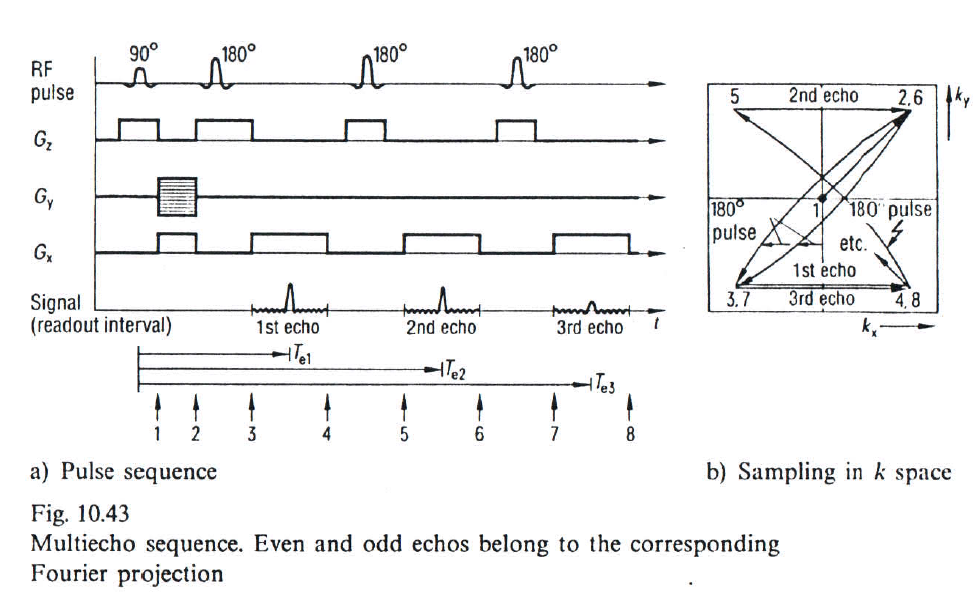 90° 180° 180° 180°
RF
pulse
G_z
G_y
G_x
Signal
(readout interval)
1st echo 2nd echo 3rd echo t
T_e1
T_e2
T_e3
1 2 3 4 5 6 7 8
5 2nd echo 2,6 k_y
180° 1 180° pulse
pulse etc.
1st echo
3,7 3rd echo 4,8
k_x
a) Pulse sequence b) Sampling in k space
Fig. 10.43
Multiecho sequence. Even and odd echos belong to the corresponding
Fourier projection